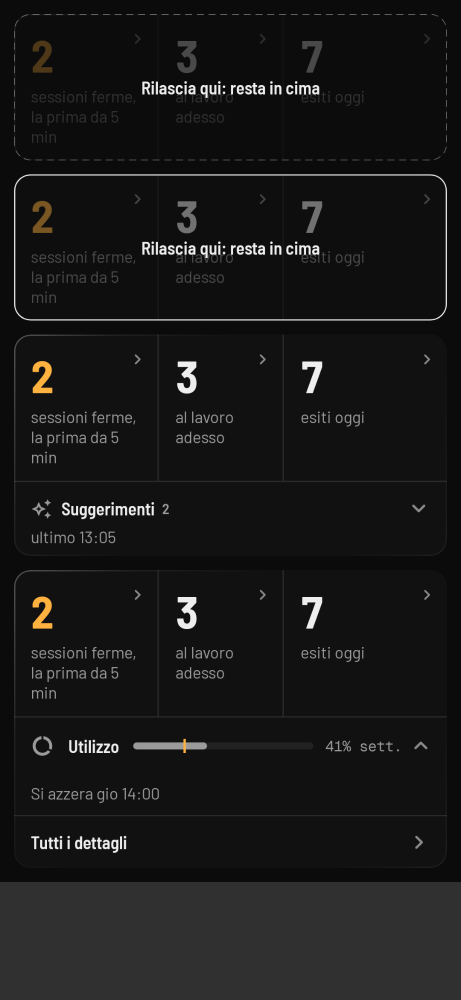 2
3
7
Rilascia qui: resta in cima
sessioni ferme,
la prima da 5
min
al lavoro
adesso
esiti oggi
2
3
7
Rilascia qui: resta in cima
sessioni ferme,
la prima da 5
min
al lavoro
adesso
esiti oggi
2
3
7
sessioni ferme,
la prima da 5
min
al lavoro
adesso
esiti oggi
Suggerimenti 2
ultimo 13:05
2
3
7
sessioni ferme,
la prima da 5
min
al lavoro
adesso
esiti oggi
Utilizzo 41% sett.
Si azzera gio 14:00
Tutti i dettagli